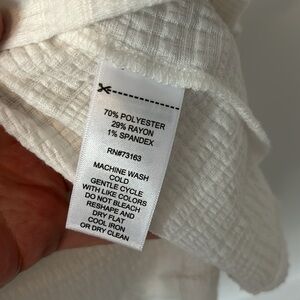 70% POLYESTER
29% RAYON
1% SPANDEX
RN#73163
MACHINE WASH
COLD
GENTLE CYCLE
WITH LIKE COLORS
DO NOT BLEACH
RESHAPE AND
DRY FLAT
COOL IRON
OR DRY CLEAN